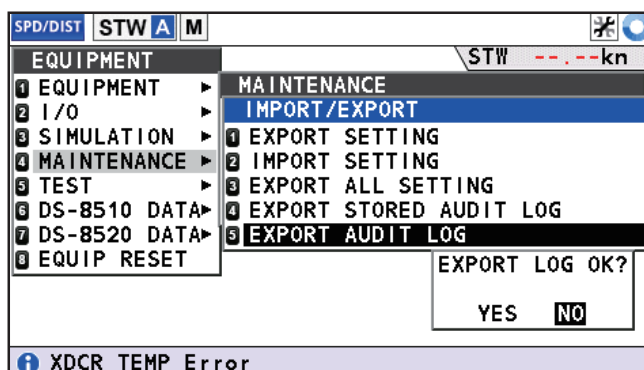 SPD/DIST STW A M
STW --.--kn
EQUIPMENT
1 EQUIPMENT ►
2 I/O ►
3 SIMULATION ►
4 MAINTENANCE ►
5 TEST ►
6 DS-8510 DATA►
7 DS-8520 DATA►
8 EQUIP RESET
MAINTENANCE
IMPORT/EXPORT
1 EXPORT SETTING
2 IMPORT SETTING
3 EXPORT ALL SETTING
4 EXPORT STORED AUDIT LOG
5 EXPORT AUDIT LOG
EXPORT LOG OK?
YES NO
XDCR TEMP Error